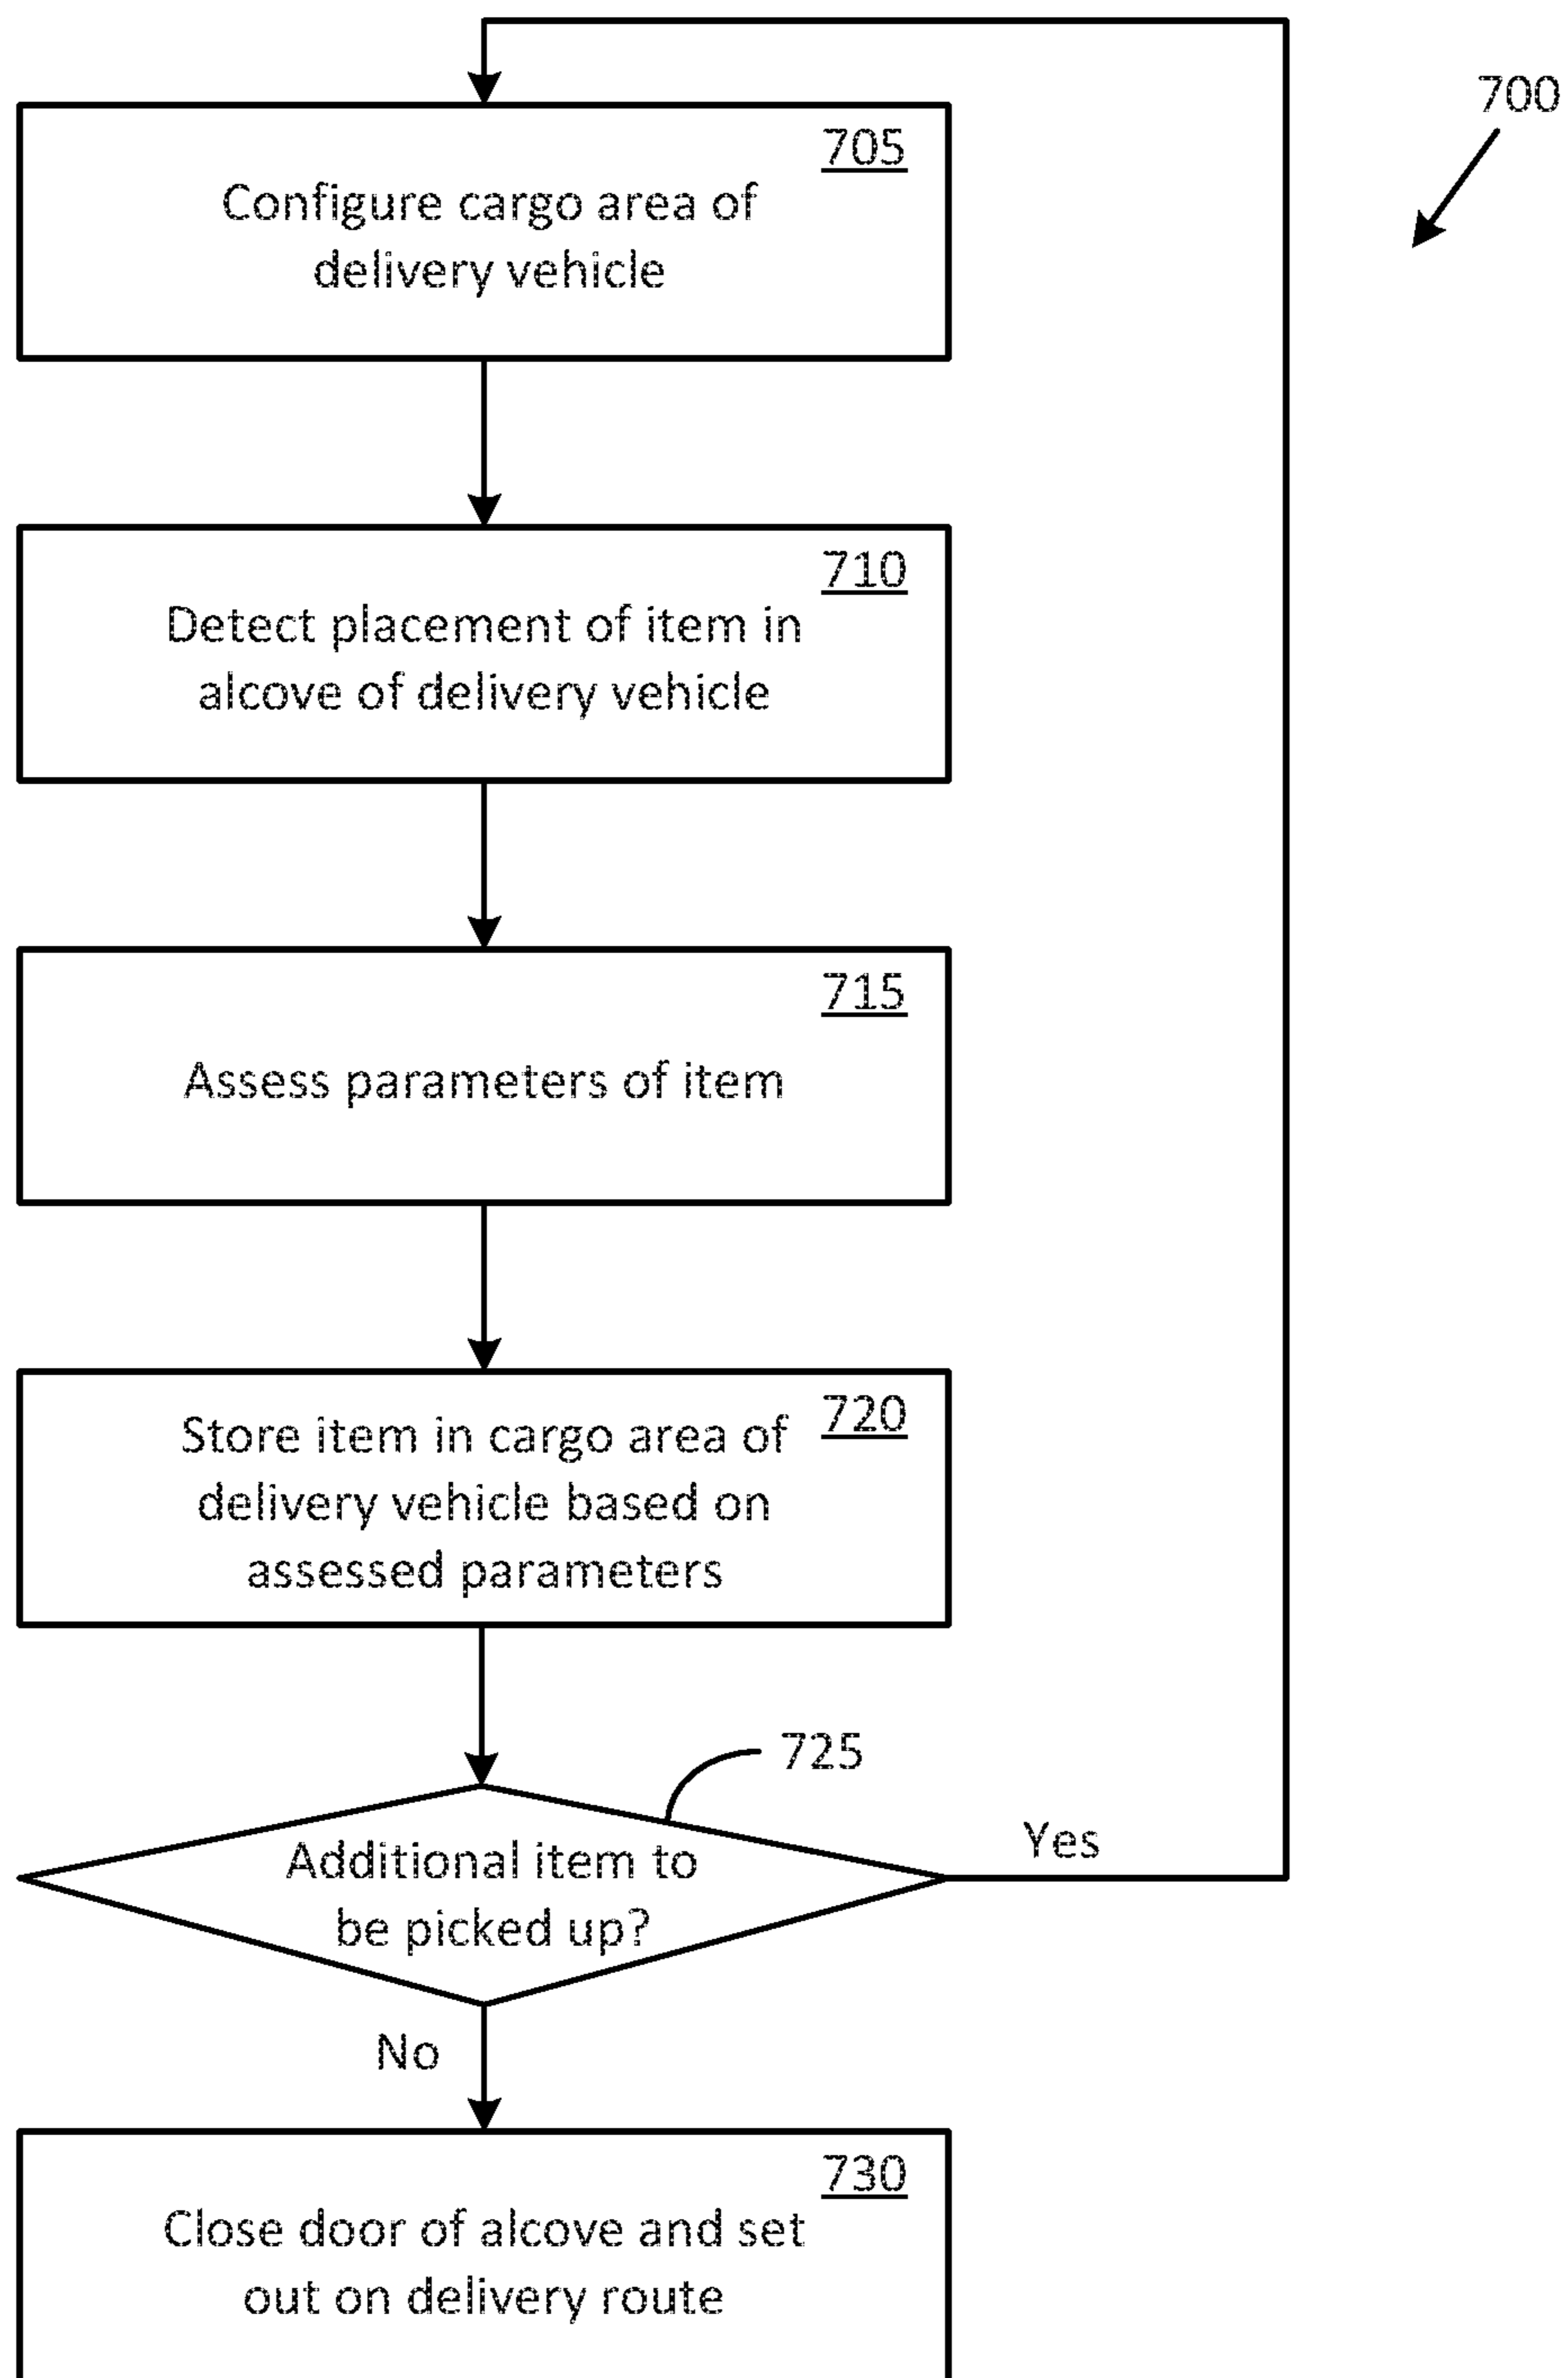 700
705
Configure cargo area of
delivery vehicle
710
Detect placement of item in
alcove of delivery vehicle
715
Assess parameters of item
720
Store item in cargo area of
delivery vehicle based on
assessed parameters
725
Additional item to
be picked up?
Yes
No
730
Close door of alcove and set
out on delivery route